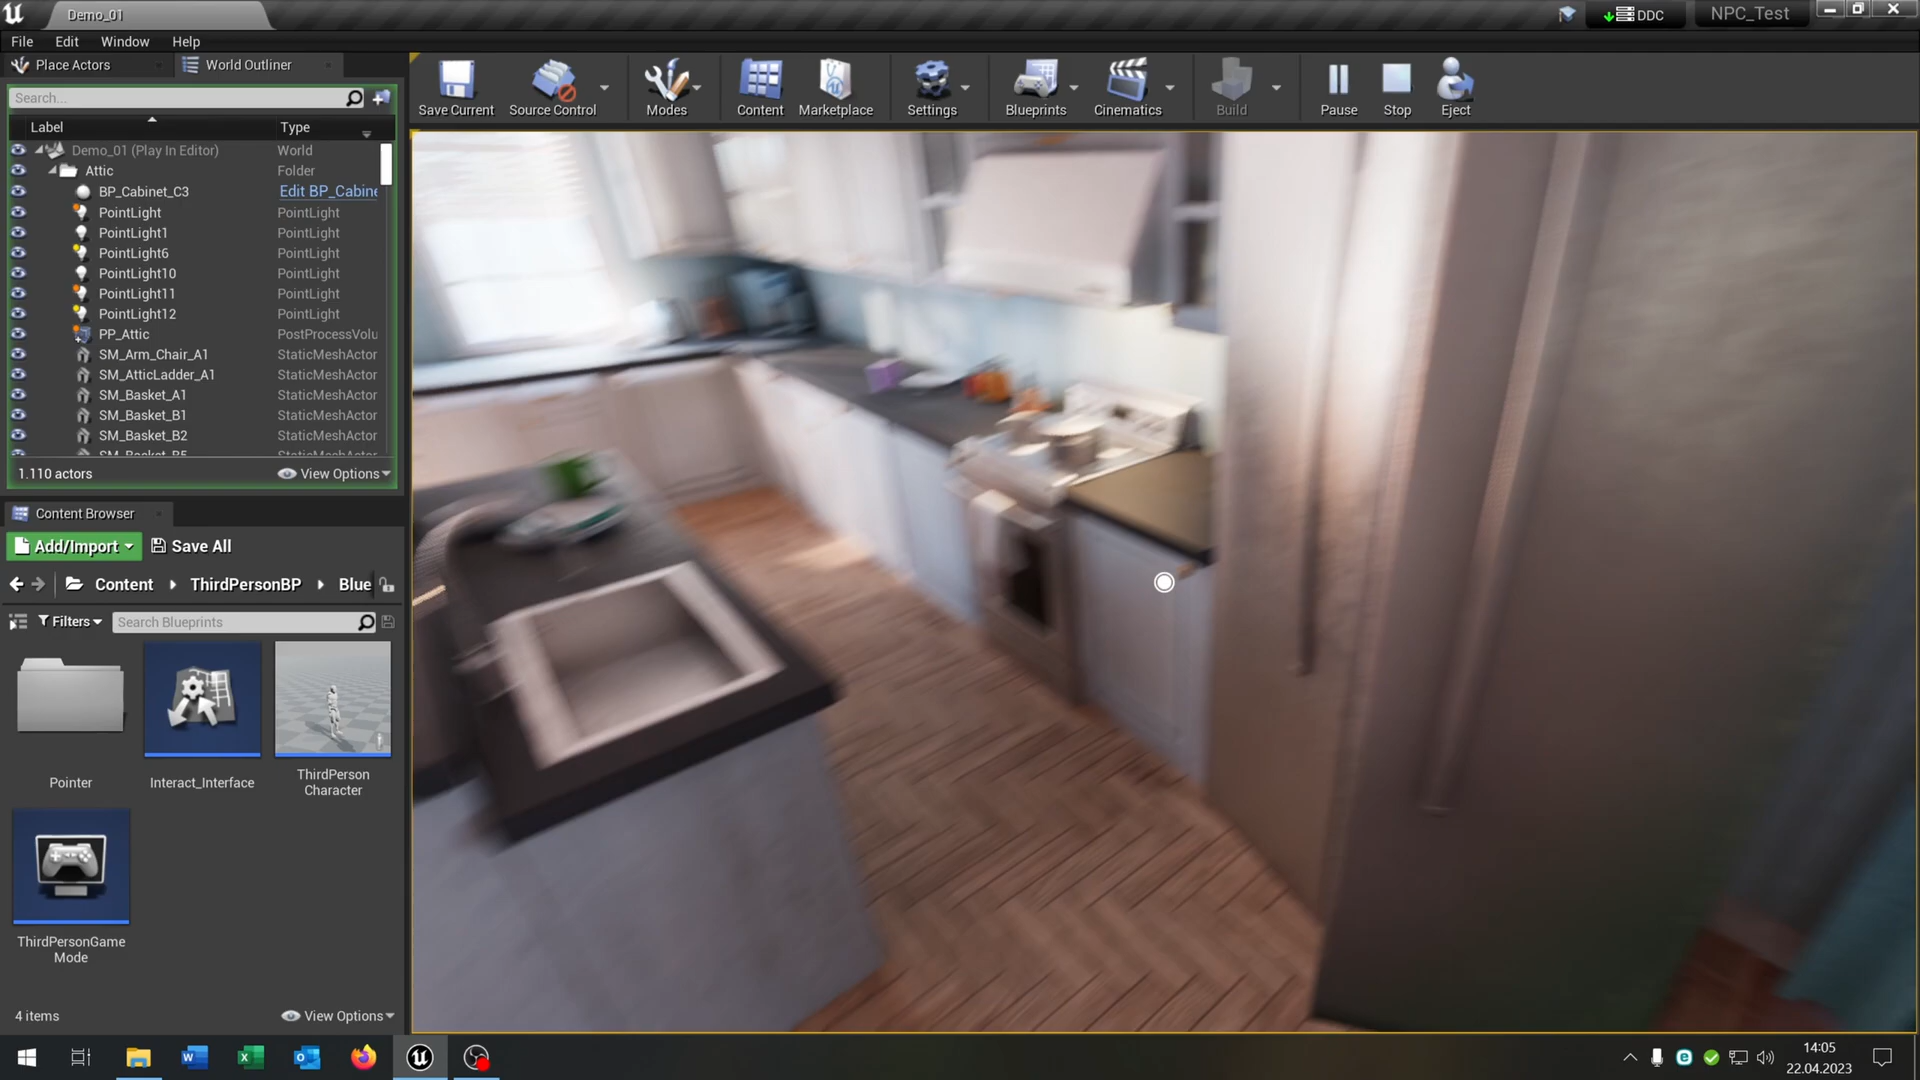 Demo_01
DDC
NPC_Test
File Edit Window Help
Place Actors
World Outliner
Save Current
Source Control
Modes
Content
Marketplace
Settings
Blueprints
Cinematics
Build
Pause
Stop
Eject
Search...
Label Type
Demo_01 (Play In Editor) World
Attic Folder
BP_Cabinet_C3 Edit BP_Cabine
PointLight PointLight
PointLight1 PointLight
PointLight6 PointLight
PointLight10 PointLight
PointLight11 PointLight
PointLight12 PointLight
PP_Attic PostProcessVolu
SM_Arm_Chair_A1 StaticMeshActor
SM_AtticLadder_A1 StaticMeshActor
SM_Basket_A1 StaticMeshActor
SM_Basket_B1 StaticMeshActor
SM_Basket_B2 StaticMeshActor
SM_Basket_B5 StaticMeshActor
1.110 actors View Options
Content Browser
Add/Import Save All
Content ThirdPersonBP Blue
Filters Search Blueprints
Pointer
Interact_Interface
ThirdPerson
Character
ThirdPersonGame
Mode
4 items View Options
14:05
22.04.2023